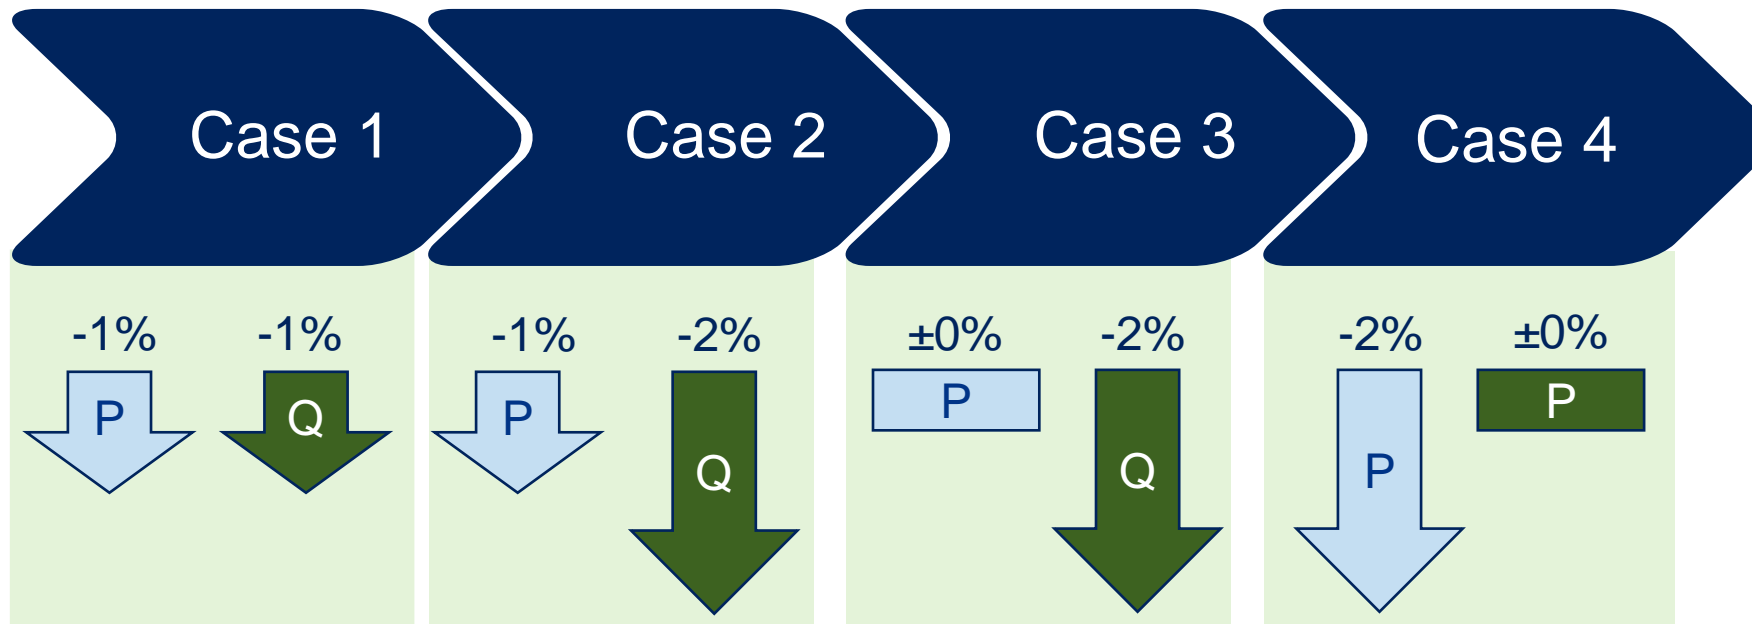 Case 1
Case 2
Case 3
Case 4
-1% -1% -1% -2% ±0% -2% -2% ±0%
P Q P Q P Q P P